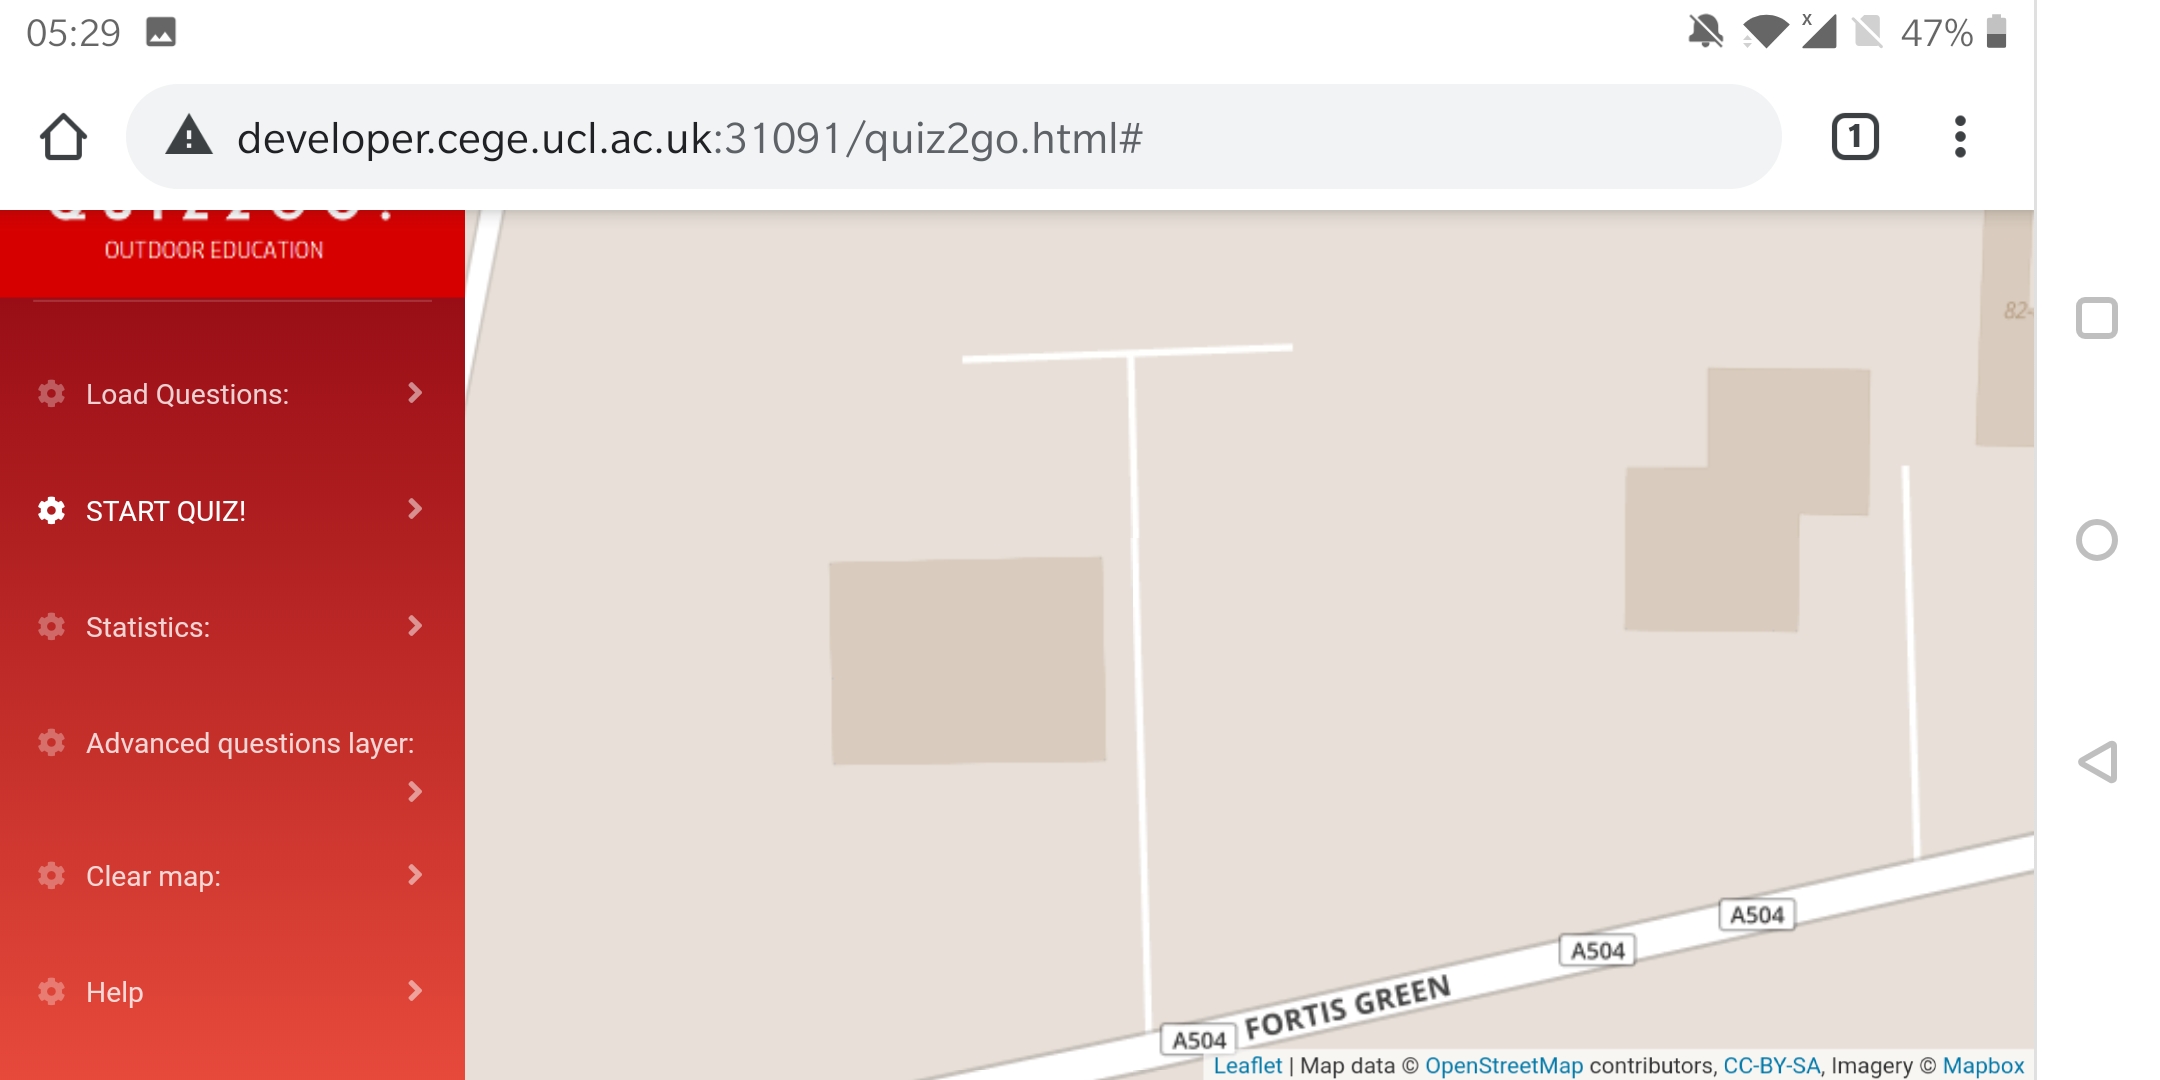 05:29
47%
developer.cege.ucl.ac.uk:31091/quiz2go.html#
1
OUTDOOR EDUCATION
Load Questions:
START QUIZ!
Statistics:
Advanced questions layer:
Clear map:
Help
A504
A504
A504 FORTIS GREEN
Leaflet | Map data © OpenStreetMap contributors, CC-BY-SA, Imagery © Mapbox